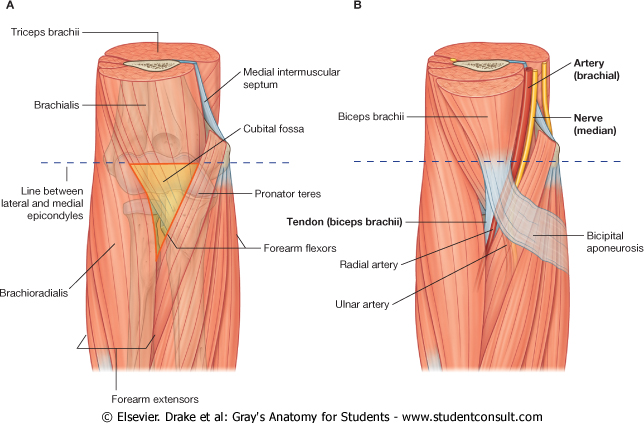 A
Triceps brachii
Medial intermuscular
septum
Brachialis
Cubital fossa
Line between
lateral and medial
epicondyles
Pronator teres
Forearm flexors
Brachioradialis
Forearm extensors
B
Artery
(brachial)
Biceps brachii
Nerve
(median)
Tendon (biceps brachii)
Bicipital
aponeurosis
Radial artery
Ulnar artery
© Elsevier. Drake et al: Gray's Anatomy for Students - www.studentconsult.com